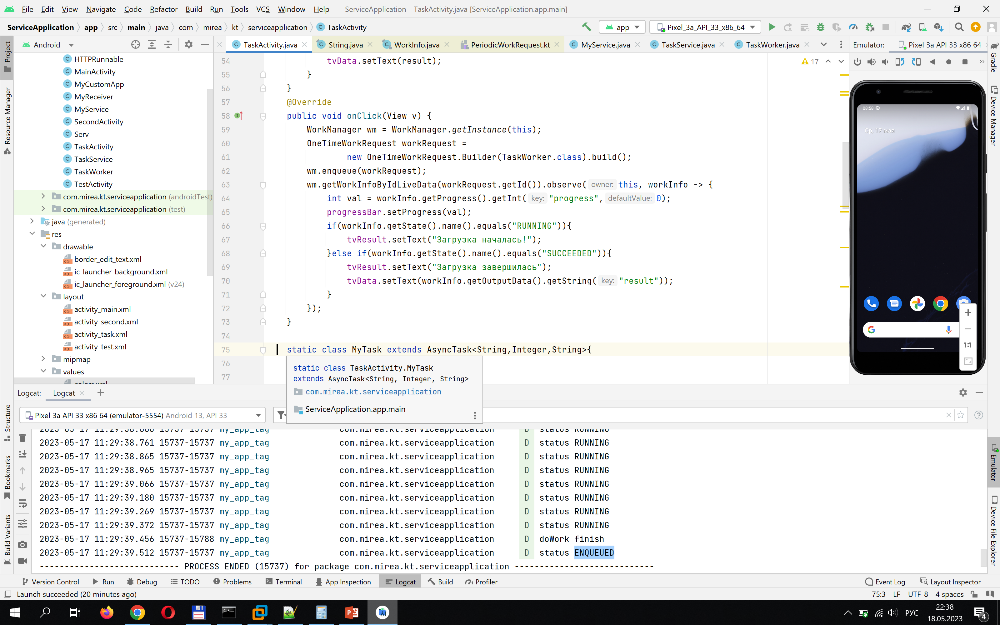 File Edit View Navigate Code Refactor Build Run Tools VCS Window Help ServiceApplication - TaskActivity.java [ServiceApplication.app.main]
ServiceApplication app src main java com mirea kt serviceapplication TaskActivity app Pixel_3a_API_33_x86_64
Android TaskActivity.java String.java WorkInfo.java PeriodicWorkRequest.kt MyService.java TaskService.java TaskWorker.java Emulator: Pixel 3a API 33 x86 64
Project
Resource Manager
Structure
Bookmarks
Build Variants
HTTPRunnable
MainActivity
MyCustomApp
MyReceiver
MyService
SecondActivity
Serv
TaskActivity
TaskService
TaskWorker
TestActivity
com.mirea.kt.serviceapplication (androidTest)
com.mirea.kt.serviceapplication (test)
java (generated)
res
drawable
border_edit_text.xml
ic_launcher_background.xml
ic_launcher_foreground.xml (v24)
layout
activity_main.xml
activity_second.xml
activity_task.xml
activity_test.xml
mipmap
values
colors.xml
17
54 tvData.setText(result);
55 }
56 }
57 @Override
58 public void onClick(View v) {
59 WorkManager wm = WorkManager.getInstance(this);
60 OneTimeWorkRequest workRequest =
61 new OneTimeWorkRequest.Builder(TaskWorker.class).build();
62 wm.enqueue(workRequest);
63 wm.getWorkInfoByIdLiveData(workRequest.getId()).observe( owner: this, workInfo -> {
64 int val = workInfo.getProgress().getInt( key: "progress", defaultValue: 0);
65 progressBar.setProgress(val);
66 if(workInfo.getState().name().equals("RUNNING")){
67 tvResult.setText("Загрузка началась!");
68 }else if(workInfo.getState().name().equals("SUCCEEDED")){
69 tvResult.setText("Загрузка завершилась");
70 tvData.setText(workInfo.getOutputData().getString( key: "result"));
71 }
72 });
73 }
74
75 static class MyTask extends AsyncTask<String,Integer,String>{
76
77
static class TaskActivity.MyTask
extends AsyncTask<String, Integer, String>
com.mirea.kt.serviceapplication
ServiceApplication.app.main
08:58
Ср, 17 мая
1:1
Gradle
Device Manager
Emulator
Device File Explorer
Logcat: Logcat
Pixel 3a API 33 x86 64 (emulator-5554) Android 13, API 33
my_app_tag com.mirea.kt.serviceapplication D status RUNNING
2023-05-17 11:29:38.761 15737-15737 my_app_tag com.mirea.kt.serviceapplication D status RUNNING
2023-05-17 11:29:38.865 15737-15737 my_app_tag com.mirea.kt.serviceapplication D status RUNNING
2023-05-17 11:29:38.965 15737-15737 my_app_tag com.mirea.kt.serviceapplication D status RUNNING
2023-05-17 11:29:39.066 15737-15737 my_app_tag com.mirea.kt.serviceapplication D status RUNNING
2023-05-17 11:29:39.180 15737-15737 my_app_tag com.mirea.kt.serviceapplication D status RUNNING
2023-05-17 11:29:39.269 15737-15737 my_app_tag com.mirea.kt.serviceapplication D status RUNNING
2023-05-17 11:29:39.372 15737-15737 my_app_tag com.mirea.kt.serviceapplication D status RUNNING
2023-05-17 11:29:39.456 15737-15788 my_app_tag com.mirea.kt.serviceapplication D doWork finish
2023-05-17 11:29:39.512 15737-15737 my_app_tag com.mirea.kt.serviceapplication D status ENQUEUED
---------------------------- PROCESS ENDED (15737) for package com.mirea.kt.serviceapplication ----------------------------
Version Control Run Debug TODO Problems Terminal App Inspection Logcat Build Profiler Event Log Layout Inspector
Launch succeeded (20 minutes ago) 75:3 LF UTF-8 4 spaces
РУС 22:38
18.05.2023 4